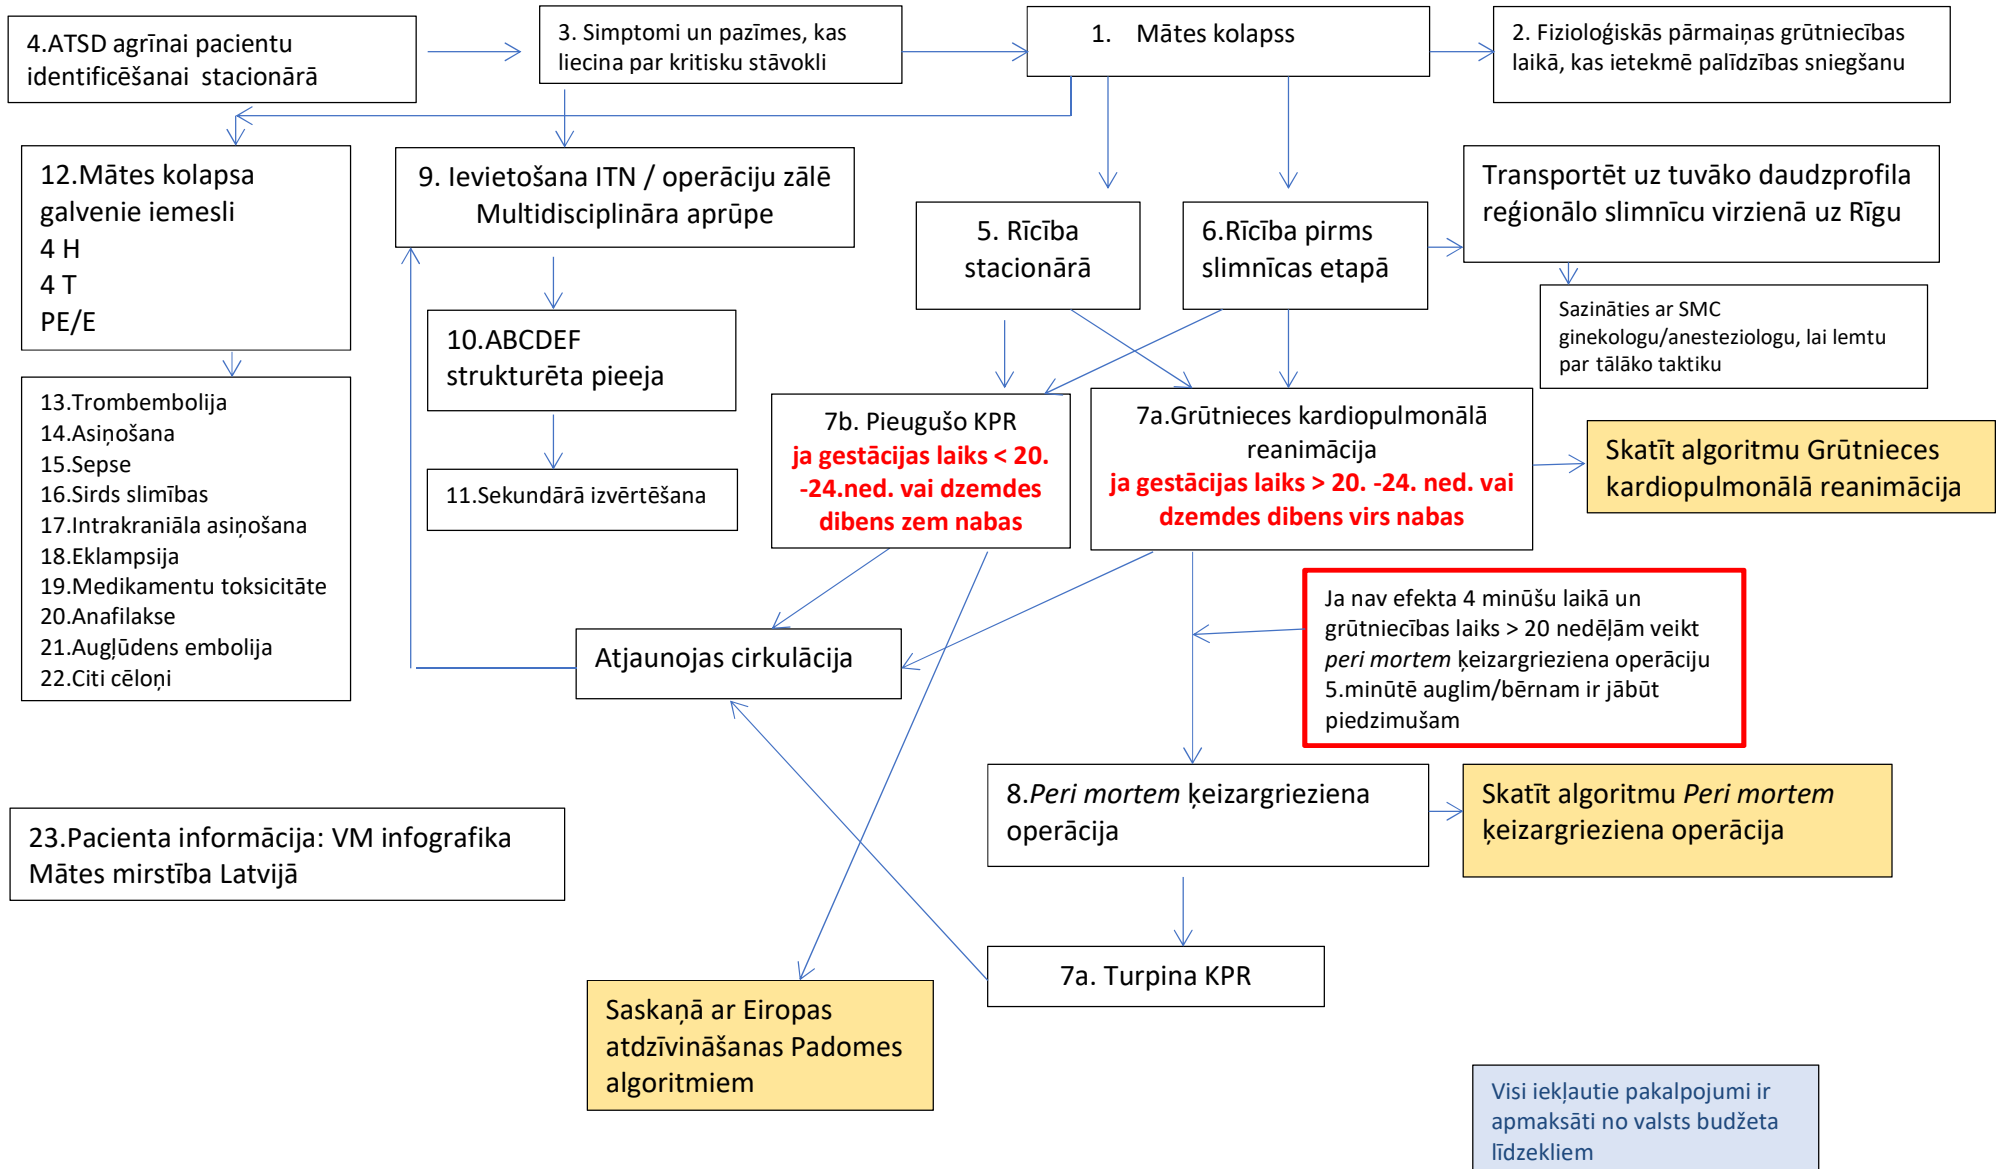 4.ATSD agrīnai pacientu
identificēšanai stacionārā
3. Simptomi un pazīmes, kas
liecina par kritisku stāvokli
1. Mātes kolapss
2. Fizioloģiskās pārmaiņas grūtniecības
laikā, kas ietekmē palīdzības sniegšanu
12.Mātes kolapsa
galvenie iemesli
4 H
4 T
PE/E
9. Ievietošana ITN / operāciju zālē
Multidisciplināra aprūpe
5. Rīcība
stacionārā
6.Rīcība pirms
slimnīcas etapā
Transportēt uz tuvāko daudzprofila
reģionālo slimnīcu virzienā uz Rīgu
Sazināties ar SMC
ginekologu/anesteziologu, lai lemtu
par tālāko taktiku
10.ABCDEF
strukturēta pieeja
11.Sekundārā izvērtēšana
13.Trombembolija
14.Asiņošana
15.Sepse
16.Sirds slimības
17.Intrakraniāla asiņošana
18.Eklampsija
19.Medikamentu toksicitāte
20.Anafilakse
21.Augļūdens embolija
22.Citi cēloņi
7b. Pieugušo KPR
ja gestācijas laiks < 20.
-24.ned. vai dzemdes
dibens zem nabas
7a.Grūtnieces kardiopulmonālā
reanimācija
ja gestācijas laiks > 20. -24. ned. vai
dzemdes dibens virs nabas
Skatīt algoritmu Grūtnieces
kardiopulmonālā reanimācija
Ja nav efekta 4 minūšu laikā un
grūtniecības laiks > 20 nedēļām veikt
peri mortem ķeizargrieziena operāciju
5.minūtē auglim/bērnam ir jābūt
piedzimušam
Atjaunojas cirkulācija
8.Peri mortem ķeizargrieziena
operācija
Skatīt algoritmu Peri mortem
ķeizargrieziena operācija
23.Pacienta informācija: VM infografika
Mātes mirstība Latvijā
7a. Turpina KPR
Saskaņā ar Eiropas
atdzīvināšanas Padomes
algoritmiem
Visi iekļautie pakalpojumi ir
apmaksāti no valsts budžeta
līdzekliem